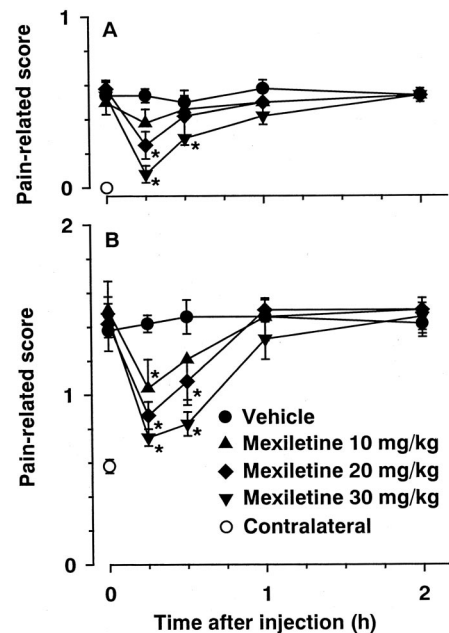 A
1
0
Pain-related score
B
2
1
0
Pain-related score
*
*
*
*
*
*
*
*
Vehicle
Mexiletine 10 mg/kg
Mexiletine 20 mg/kg
Mexiletine 30 mg/kg
Contralateral
0
1
2
Time after injection (h)